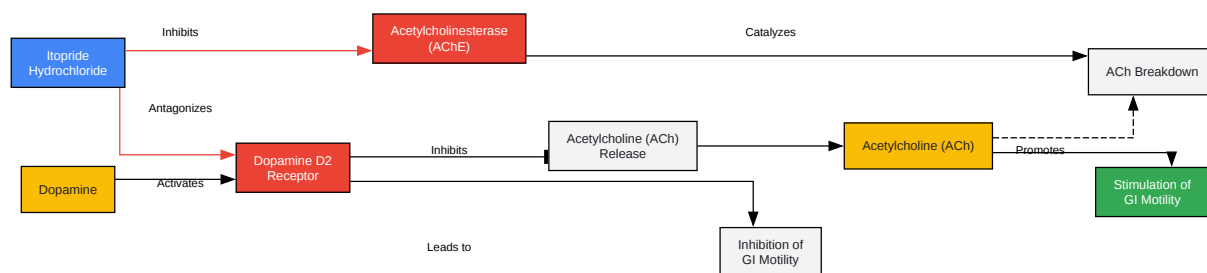 Inhibits
Acetylcholinesterase
(AChE)
Catalyzes
Itopride
Hydrochloride
ACh Breakdown
Antagonizes
Acetylcholine (ACh)
Release
Acetylcholine (ACh)
Inhibits
Promotes
Dopamine D2
Receptor
Dopamine
Activates
Stimulation of
GI Motility
Leads to
Inhibition of
GI Motility